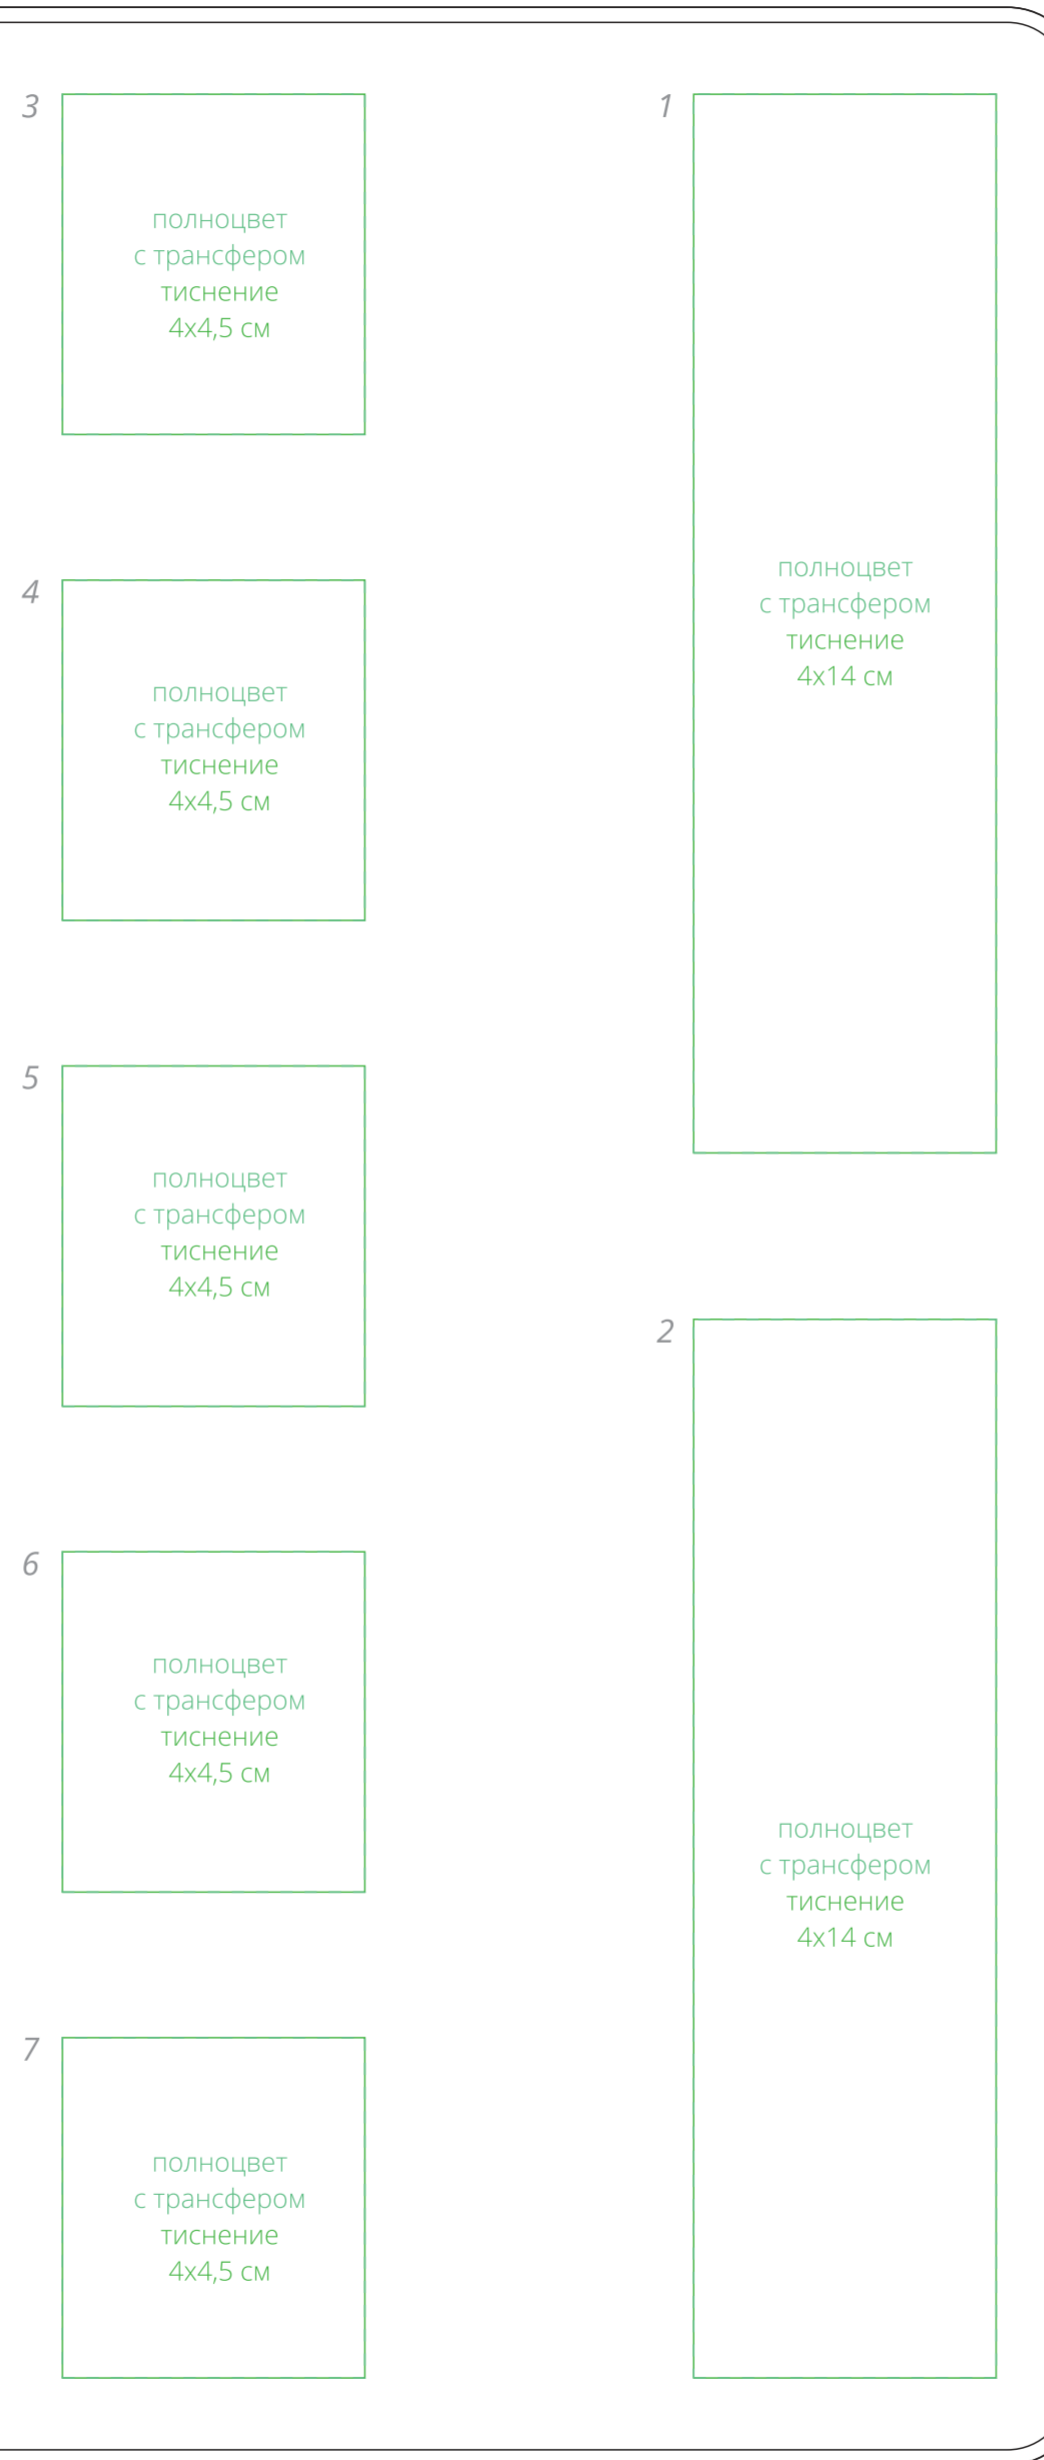 3
полноцвет
с трансфером
тиснение
4х4,5 см
4
полноцвет
с трансфером
тиснение
4х4,5 см
5
полноцвет
с трансфером
тиснение
4х4,5 см
6
полноцвет
с трансфером
тиснение
4х4,5 см
7
полноцвет
с трансфером
тиснение
4х4,5 см
1
полноцвет
с трансфером
тиснение
4х14 см
2
полноцвет
с трансфером
тиснение
4х14 см